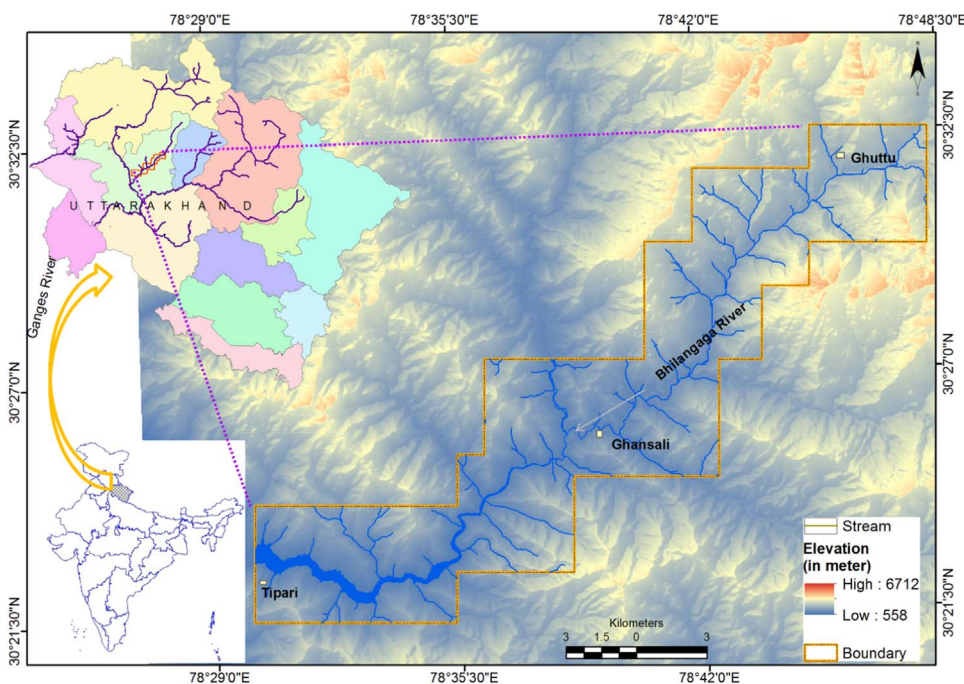 78°29'0"E 78°35'30"E 78°42'0"E 78°48'30"E
N
S
30°32'30"N
30°32'30"N
Ghuttu
UTTARAKHAND
Ganges River
Bhilangaga River
30°27'0"N
30°27'0"N
Ghansali
Stream
Elevation
(in meter)
High : 6712
Low : 558
Boundary
Tipari
30°21'30"N
30°21'30"N
Kilometers
3 1.5 0 3
78°29'0"E 78°35'30"E 78°42'0"E